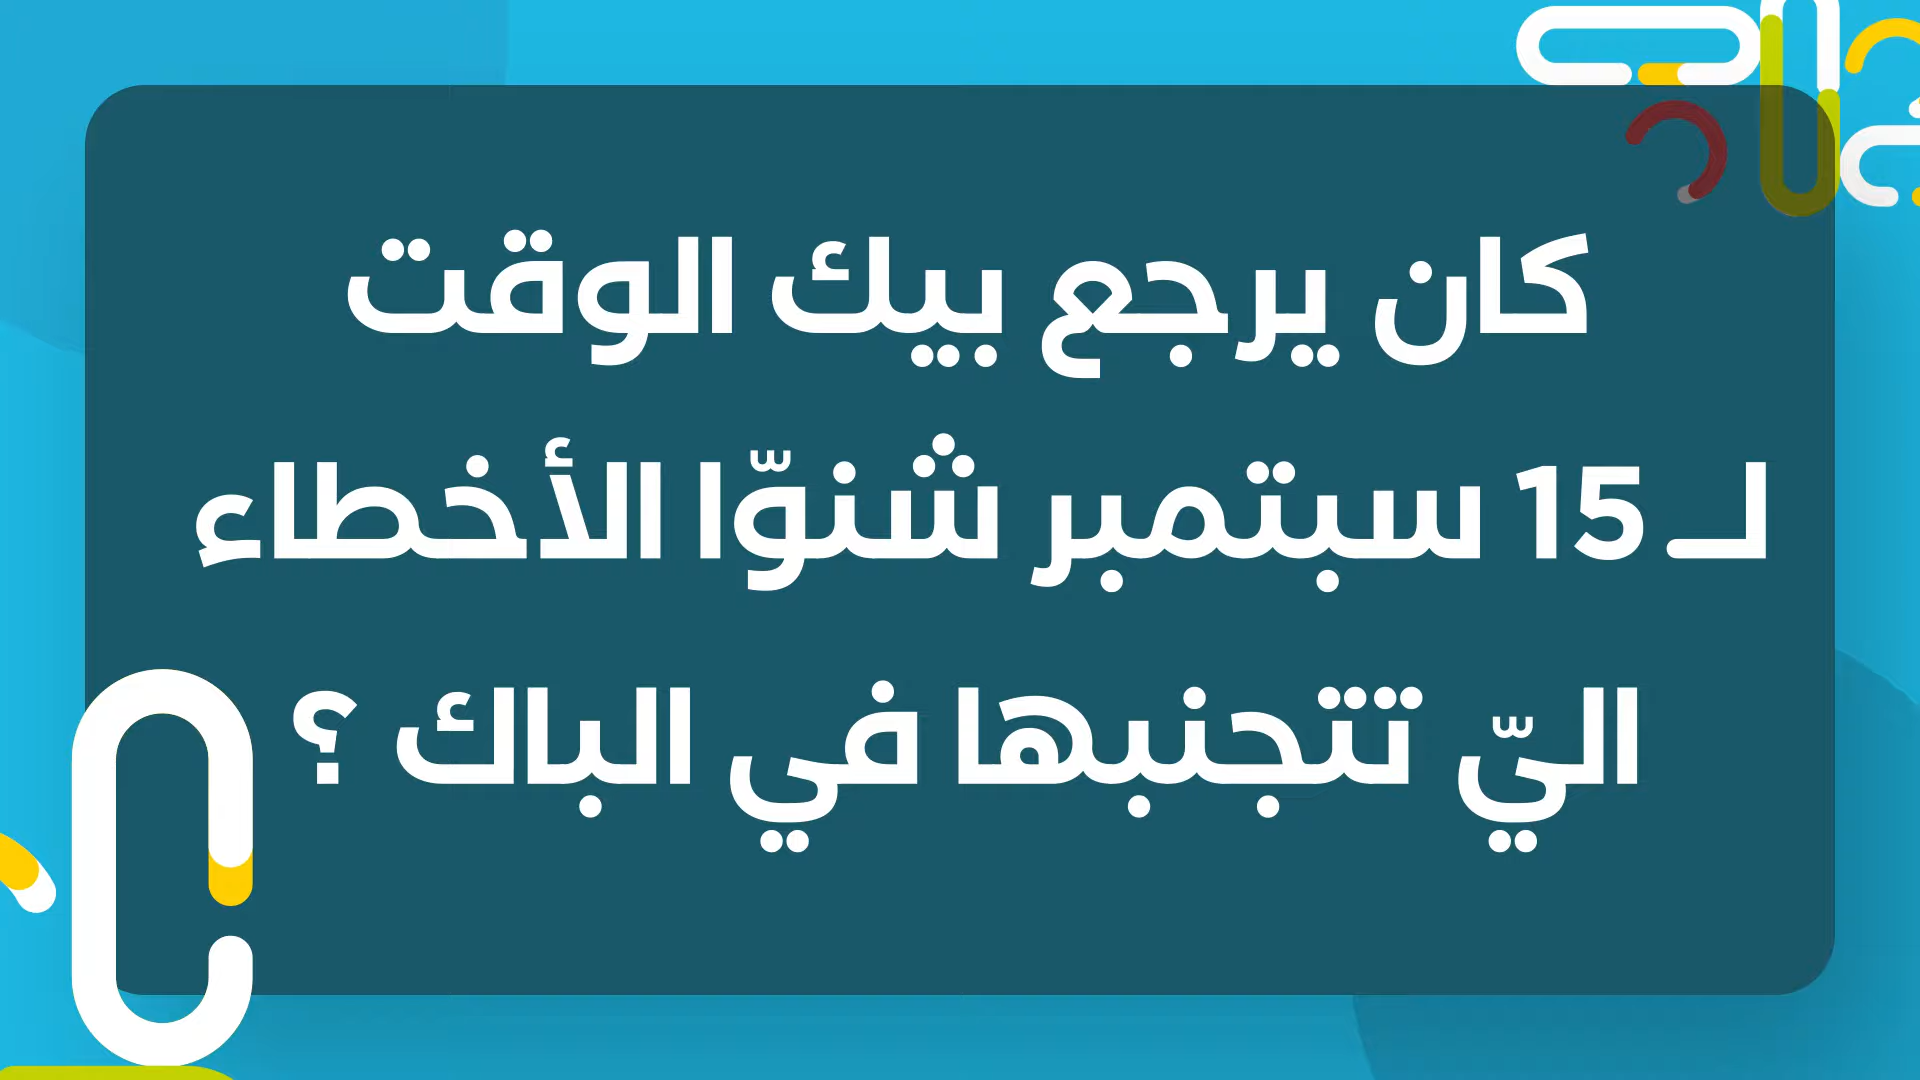 كان يرجع بيك الوقت
لـ 15 سبتمبر شنوّا الأخطاء
اليّ تتجنبها في الباك ؟